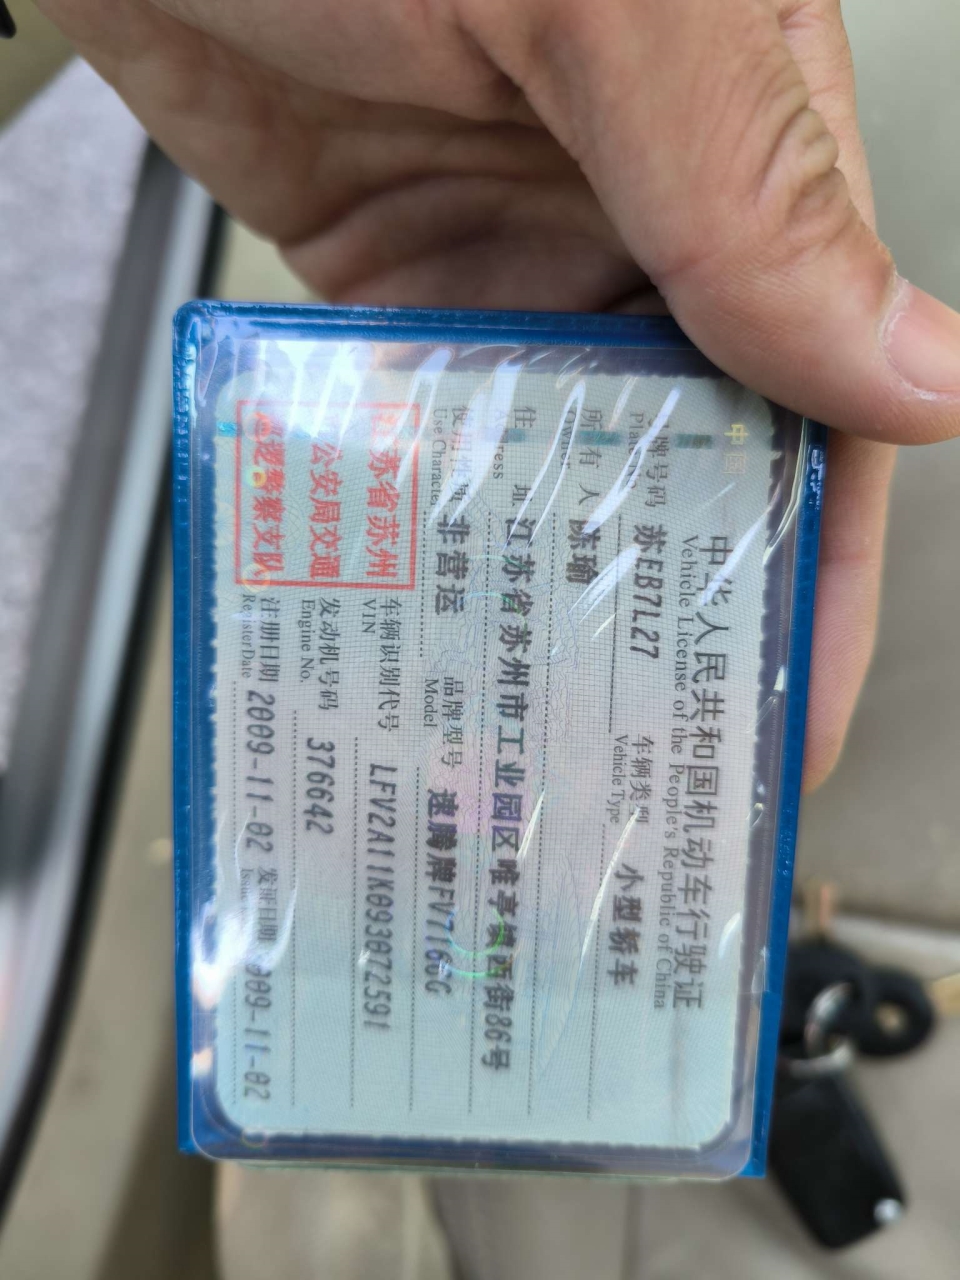 中国
中华人民共和国机动车行驶证
Vehicle License of the People's Republic of China
号牌号码 苏EB7L27 车辆类型 小型轿车
Plate No. Vehicle Type
所有人 陈瑜
Owner
住址 江苏省苏州市工业园区唯亭镇西街86号
Address
使用性质 非营运 品牌型号 速腾牌FV7166G
Use Character Model
江苏省苏州
公安局交通
巡逻警察支队
车辆识别代号 LFV2A11K093072591
VIN
发动机号码 376642
Engine No.
注册日期 2009-11-02 发证日期 2009-11-02
Register Date